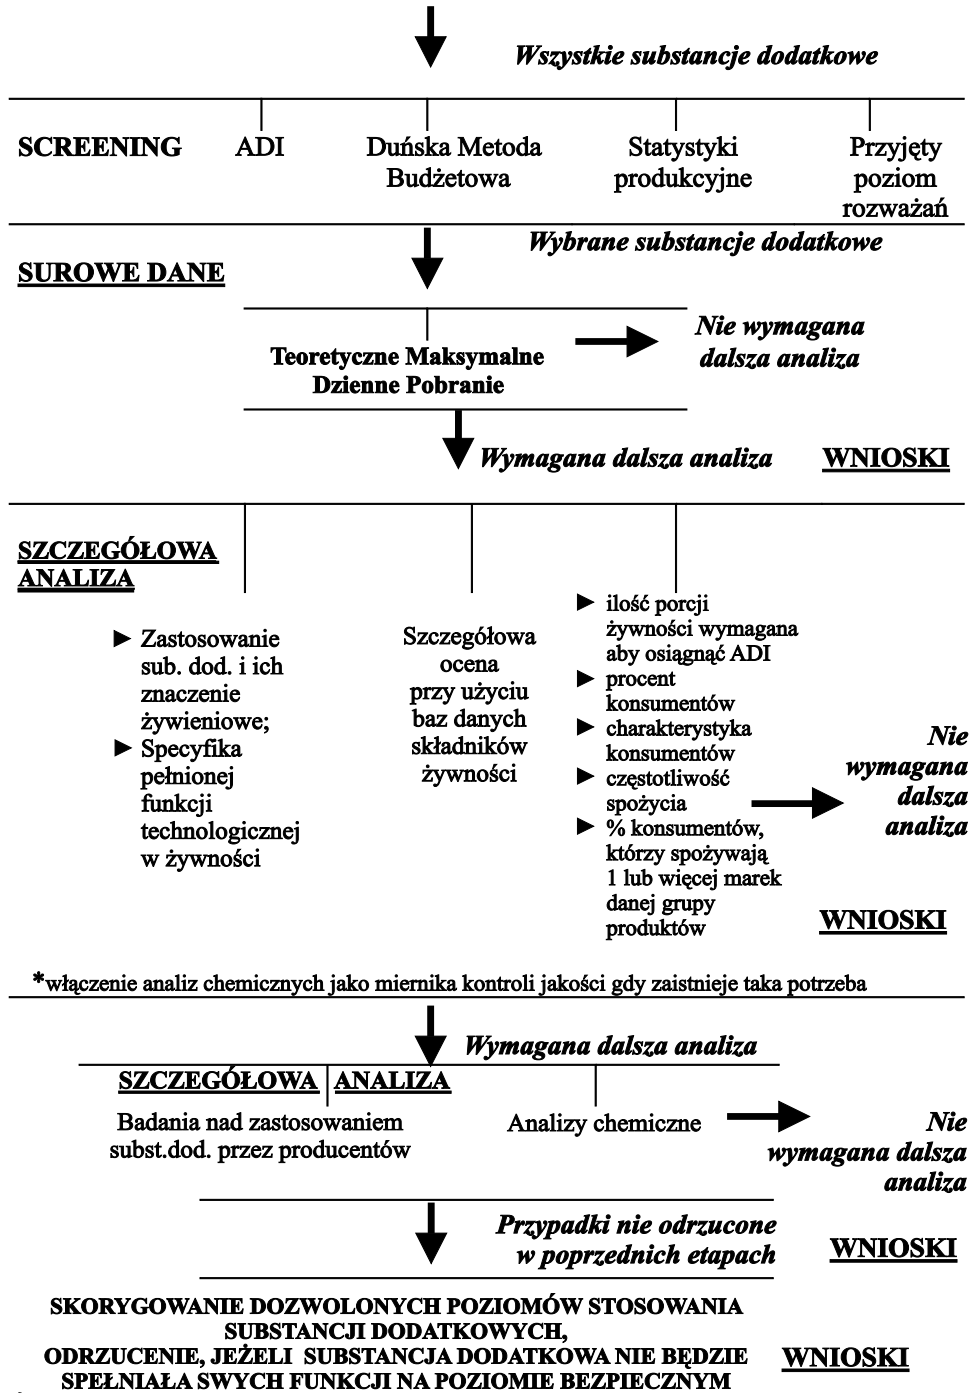 Wszystkie substancje dodatkowe
SCREENING
ADI
Duńska Metoda
Budżetowa
Statystyki
produkcyjne
Przyjęty
poziom
rozważań
Wybrane substancje dodatkowe
SUROWE DANE
Teoretyczne Maksymalne
Dzienne Pobranie
Nie wymagana
dalsza analiza
Wymagana dalsza analiza
WNIOSKI
SZCZEGÓŁOWA
ANALIZA
► Zastosowanie
sub. dod. i ich
znaczenie
żywieniowe;
► Specyfika
pełnionej
funkcji
technologicznej
w żywności
Szczegółowa
ocena
przy użyciu
baz danych
składników
żywności
► ilość porcji
żywności wymagana
aby osiągnąć ADI
► procent
konsumentów
► charakterystyka
konsumentów
► częstotliwość
spożycia
► % konsumentów,
którzy spożywają
1 lub więcej marek
danej grupy
produktów
Nie
wymagana
dalsza
analiza
WNIOSKI
*włączenie analiz chemicznych jako miernika kontroli jakości gdy zaistnieje taka potrzeba
Wymagana dalsza analiza
SZCZEGÓŁOWA ANALIZA
Badania nad zastosowaniem
subst.dod. przez producentów
Analizy chemiczne
Nie
wymagana dalsza
analiza
Przypadki nie odrzucone
w poprzednich etapach
WNIOSKI
SKORYGOWANIE DOZWOLONYCH POZIOMÓW STOSOWANIA
SUBSTANCJI DODATKOWYCH,
ODRZUCENIE, JEŻELI SUBSTANCJA DODATKOWA NIE BĘDZIE
SPEŁNIAŁA SWYCH FUNKCJI NA POZIOMIE BEZPIECZNYM
WNIOSKI